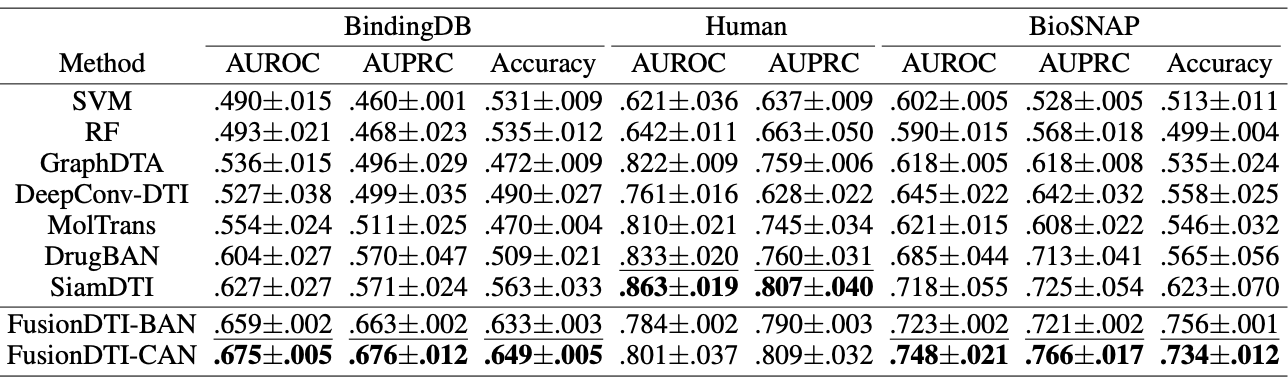 BindingDB Human BioSNAP
Method AUROC AUPRC Accuracy AUROC AUPRC AUROC AUPRC Accuracy
SVM .490±.015 .460±.001 .531±.009 .621±.036 .637±.009 .602±.005 .528±.005 .513±.011
RF .493±.021 .468±.023 .535±.012 .642±.011 .663±.050 .590±.015 .568±.018 .499±.004
GraphDTA .536±.015 .496±.029 .472±.009 .822±.009 .759±.006 .618±.005 .618±.008 .535±.024
DeepConv-DTI .527±.038 .499±.035 .490±.027 .761±.016 .628±.022 .645±.022 .642±.032 .558±.025
MolTrans .554±.024 .511±.025 .470±.004 .810±.021 .745±.034 .621±.015 .608±.022 .546±.032
DrugBAN .604±.027 .570±.047 .509±.021 .833±.020 .760±.031 .685±.044 .713±.041 .565±.056
SiamDTI .627±.027 .571±.024 .563±.033 .863±.019 .807±.040 .718±.055 .725±.054 .623±.070
FusionDTI-BAN .659±.002 .663±.002 .633±.003 .784±.002 .790±.003 .723±.002 .721±.002 .756±.001
FusionDTI-CAN .675±.005 .676±.012 .649±.005 .801±.037 .809±.032 .748±.021 .766±.017 .734±.012